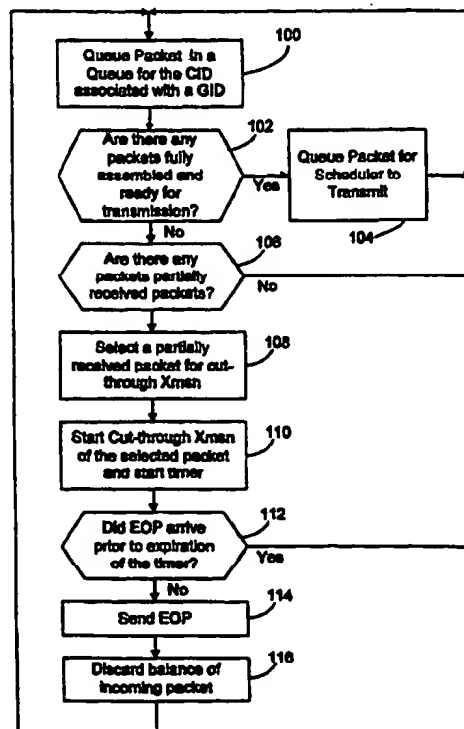 Queue Packet in a
Queue for the CID
associated with a GID
100
Are there any
packets fully
assembled and
ready for
transmission?
102
Yes
Queue Packet for
Scheduler to
Transmit
104
No
Are there any
packets partially
received packets?
106
No
Select a partially
received packet for cut-
through Xmsn
108
Start Cut-through Xmsn
of the selected packet
and start timer
110
Did EOP arrive
prior to expiration
of the timer?
112
Yes
No
Send EOP
114
Discard balance of
incoming packet
116